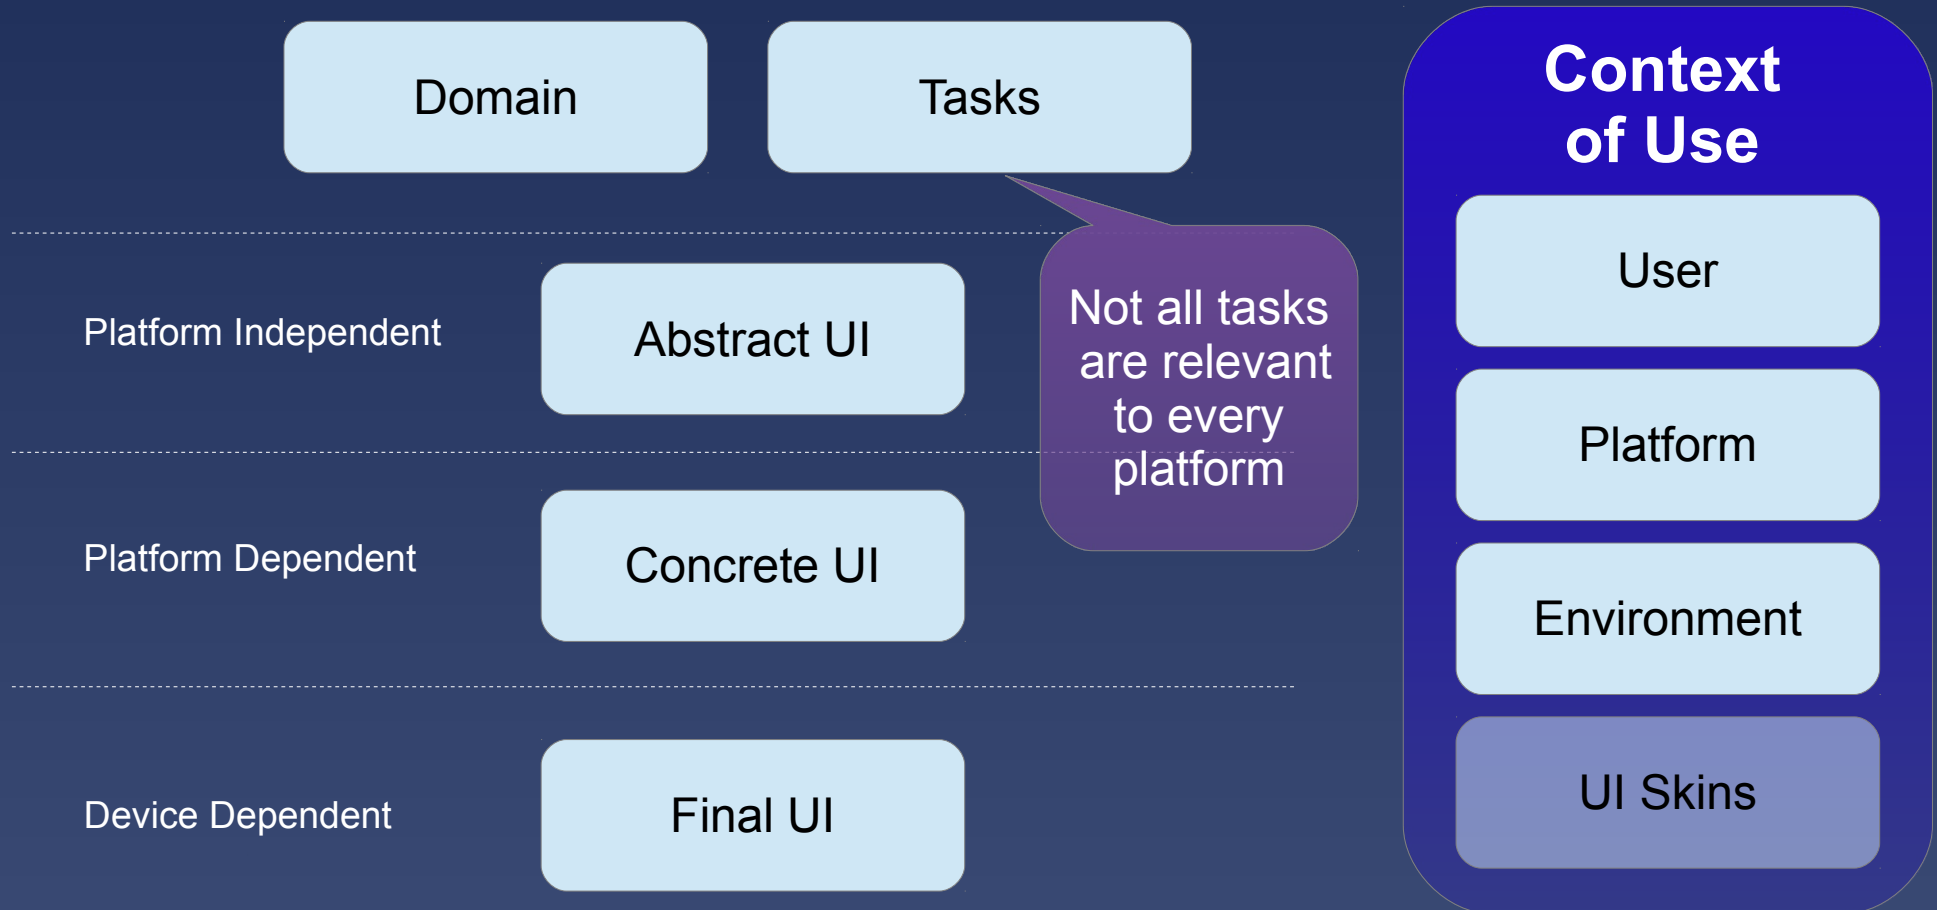 Domain
Tasks
Platform Independent
Abstract UI
Not all tasks
are relevant
to every
platform
Platform Dependent
Concrete UI
Device Dependent
Final UI
Context
of Use
User
Platform
Environment
UI Skins